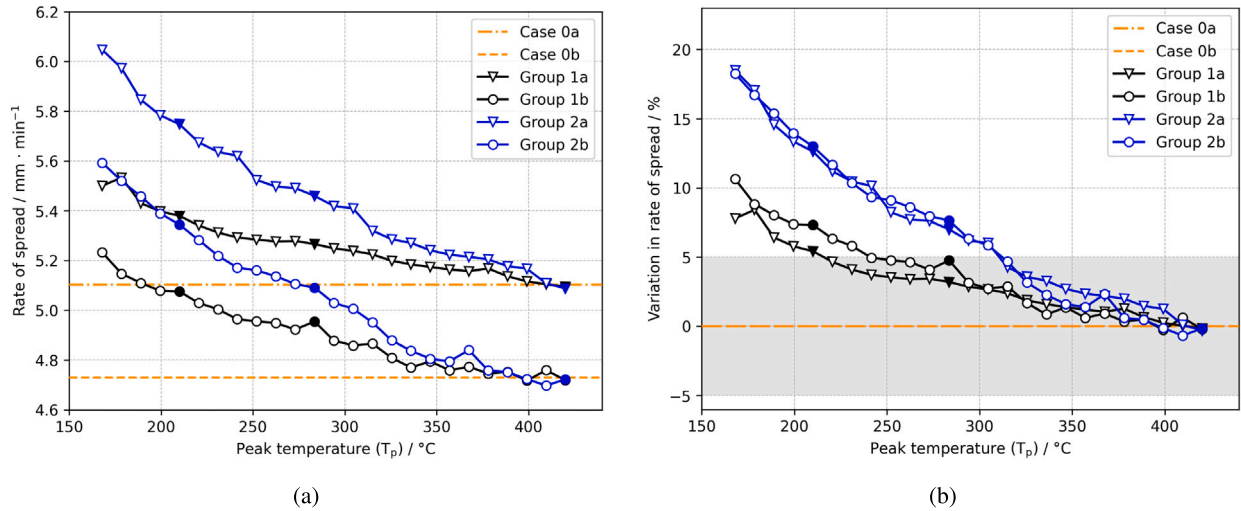 6.2
6.0
5.8
5.6
5.4
5.2
5.0
4.8
4.6
Rate of spread / mm · min⁻¹
Case 0a
Case 0b
Group 1a
Group 1b
Group 2a
Group 2b
150 200 250 300 350 400
Peak temperature (Tₚ) / °C
(a)
20
15
10
5
0
−5
Variation in rate of spread / %
Case 0a
Case 0b
Group 1a
Group 1b
Group 2a
Group 2b
150 200 250 300 350 400
Peak temperature (Tₚ) / °C
(b)